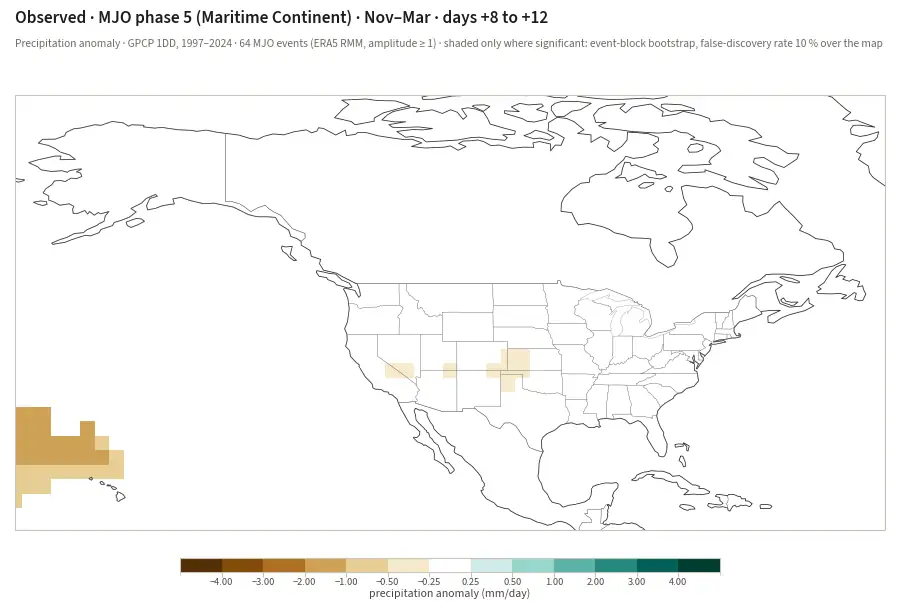 Observed · MJO phase 5 (Maritime Continent) · Nov–Mar · days +8 to +12
Precipitation anomaly · GPCP 1DD, 1997–2024 · 64 MJO events (ERA5 RMM, amplitude ≥ 1) · shaded only where significant: event-block bootstrap, false-discovery rate 10 % over the map
−4.00 −3.00 −2.00 −1.00 −0.50 −0.25 0.25 0.50 1.00 2.00 3.00 4.00
precipitation anomaly (mm/day)